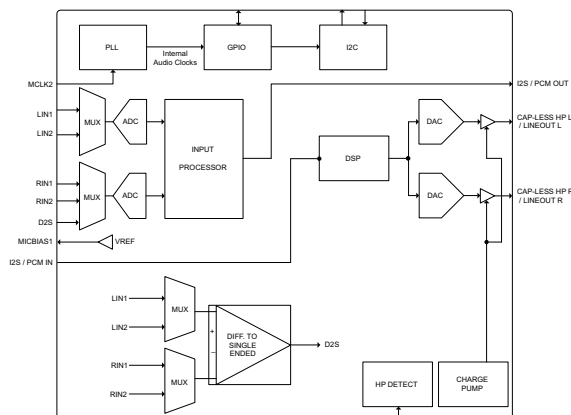 PLL
Internal
Audio Clocks
GPIO
I2C
MCLK2
I2S / PCM OUT
LIN1
LIN2
MUX
ADC
INPUT
PROCESSOR
DAC
CAP-LESS HP L
/ LINEOUT L
DSP
RIN1
RIN2
D2S
MUX
ADC
DAC
CAP-LESS HP R
/ LINEOUT R
MICBIAS1
VREF
I2S / PCM IN
LIN1
LIN2
MUX
+
DIFF. TO
SINGLE
ENDED
–
D2S
RIN1
RIN2
MUX
HP DETECT
CHARGE
PUMP